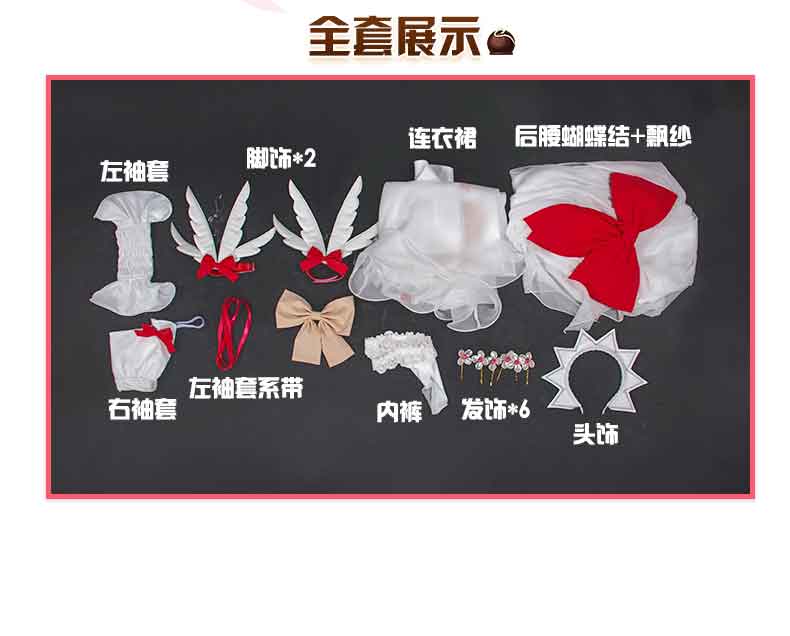 全套展示
左袖套
脚饰*2
连衣裙
后腰蝴蝶结+飘纱
右袖套
左袖套系带
内裤
发饰*6
头饰